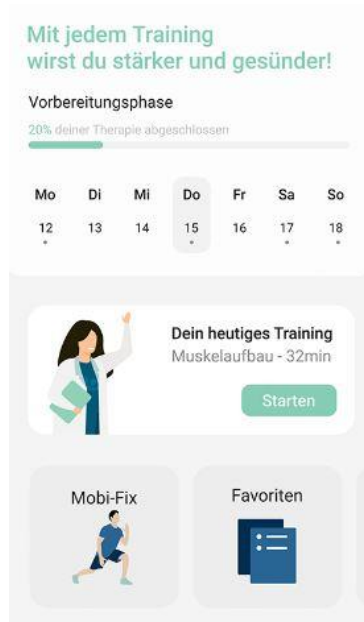 Mit jedem Training
wirst du stärker und gesünder!
Vorbereitungsphase
20% deiner Therapie abgeschlossen
Mo Di Mi Do Fr Sa So
12 13 14 15 16 17 18
Dein heutiges Training
Muskelaufbau - 32min
Starten
Mobi-Fix
Favoriten